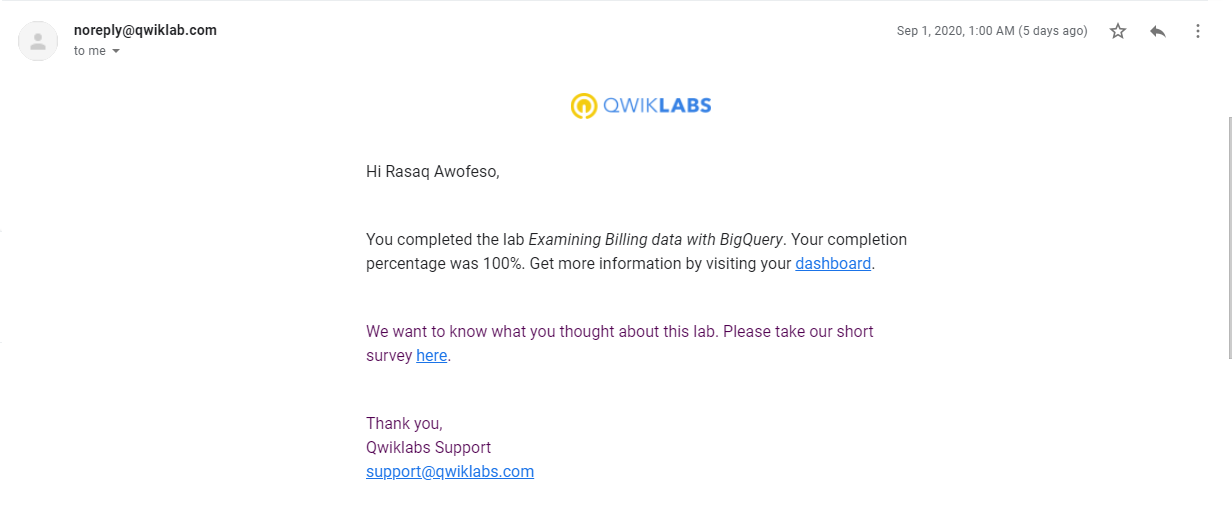 noreply@qwiklab.com
Sep 1, 2020, 1:00 AM (5 days ago)
to me
QWIKLABS
Hi Rasaq Awofeso,
You completed the lab Examining Billing data with BigQuery. Your completion
percentage was 100%. Get more information by visiting your dashboard.
We want to know what you thought about this lab. Please take our short
survey here.
Thank you,
Qwiklabs Support
support@qwiklabs.com